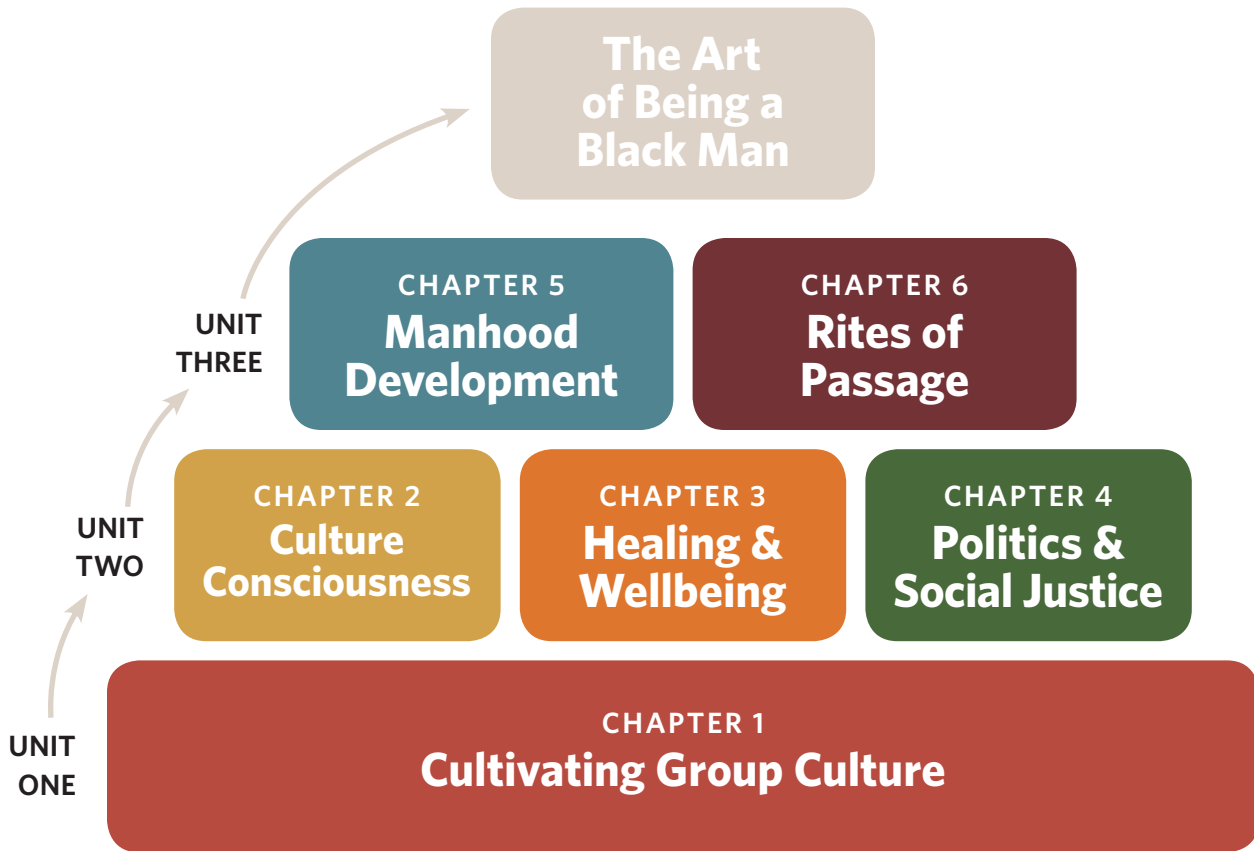 The Art
of Being a
Black Man
UNIT
THREE
CHAPTER 5
Manhood
Development
CHAPTER 6
Rites of
Passage
UNIT
TWO
CHAPTER 2
Culture
Consciousness
CHAPTER 3
Healing &
Wellbeing
CHAPTER 4
Politics &
Social Justice
UNIT
ONE
CHAPTER 1
Cultivating Group Culture